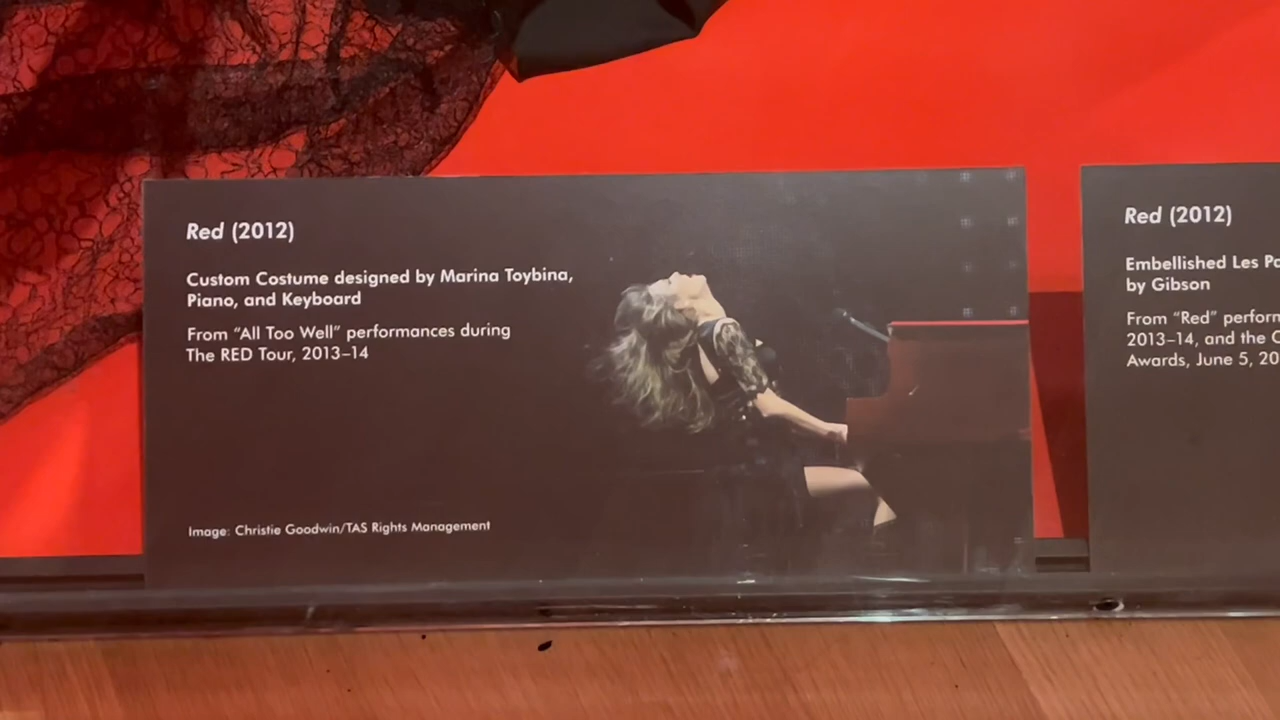 Red (2012)
Custom Costume designed by Marina Toybina,
Piano, and Keyboard
From “All Too Well” performances during
The RED Tour, 2013–14
Image: Christie Goodwin/TAS Rights Management
Red (2012)
Embellished Les
by Gibson
From “Red”
2013–14, and the
Awards, June 5,